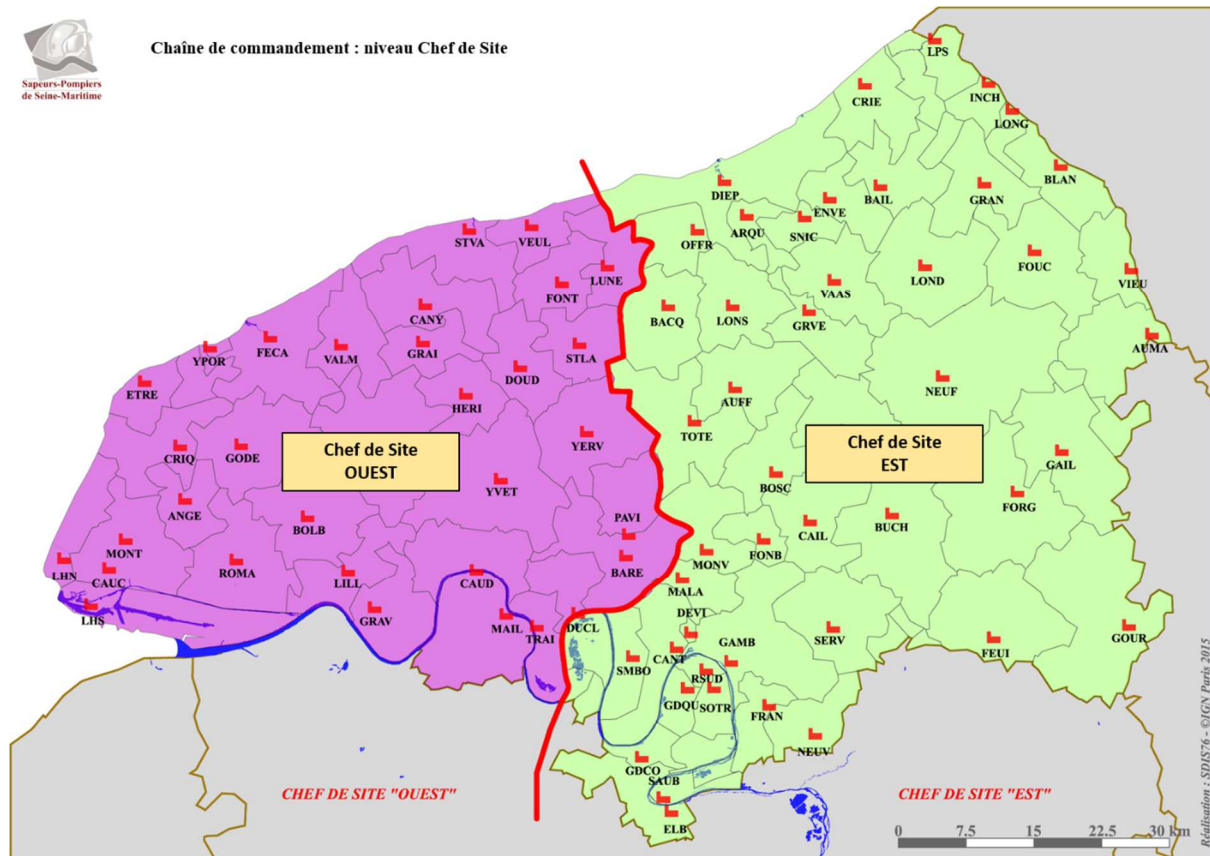 Chaîne de commandement : niveau Chef de Site
Sapeurs-Pompiers
de Seine-Maritime
LPS
CRIE
INCH
LONG
BLAN
DIEP
BAIL
GRAN
ENVE
ARQU
SNIC
OFFR
STVA
VEUL
LUNE
FONT
FOUC
LOND
VIEU
VAAS
CANY
BACQ
LONS
GRVE
AUMA
YPOR
FECA
VALM
GRAI
STLA
DOUD
NEUF
ETRE
HERI
AUFF
TOTE
CRIQ
GODE
YERV
Chef de Site
OUEST
Chef de Site
EST
GAIL
YVET
BOSC
FORG
ANGE
BOLB
PAVI
CAIL
BUCH
MONT
FONB
MONV
LHN
CAUC
ROMA
LILL
CAUD
BARE
MALA
LHS
GRAV
MAIL
TRAI
DUCL
DEVI
SERV
GOUR
FEUI
CANT
GAMB
SMBO
RSUD
GDQU
SOTR
FRAN
NEUV
GDCO
SAUB
ELB
CHEF DE SITE "OUEST"
CHEF DE SITE "EST"
0 7.5 15 22.5 30 km
Réalisation : SDIS76 - ©IGN Paris 2015